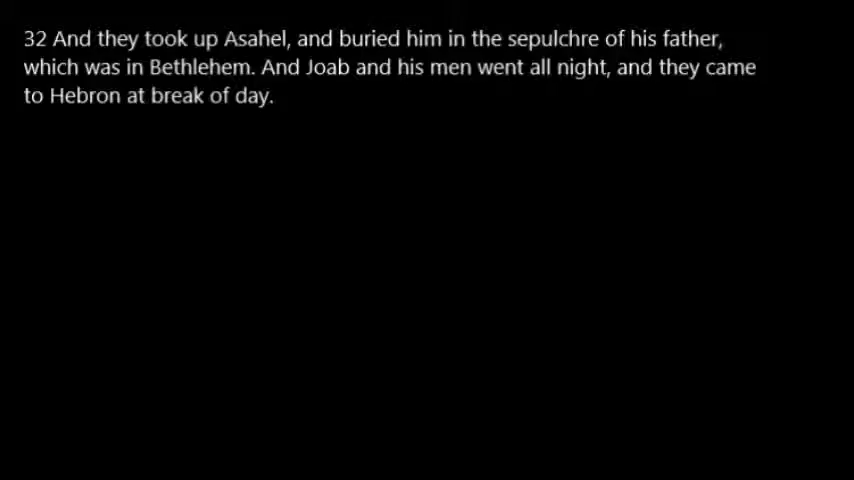 32 And they took up Asahel, and buried him in the sepulchre of his father,
which was in Bethlehem. And Joab and his men went all night, and they came
to Hebron at break of day.